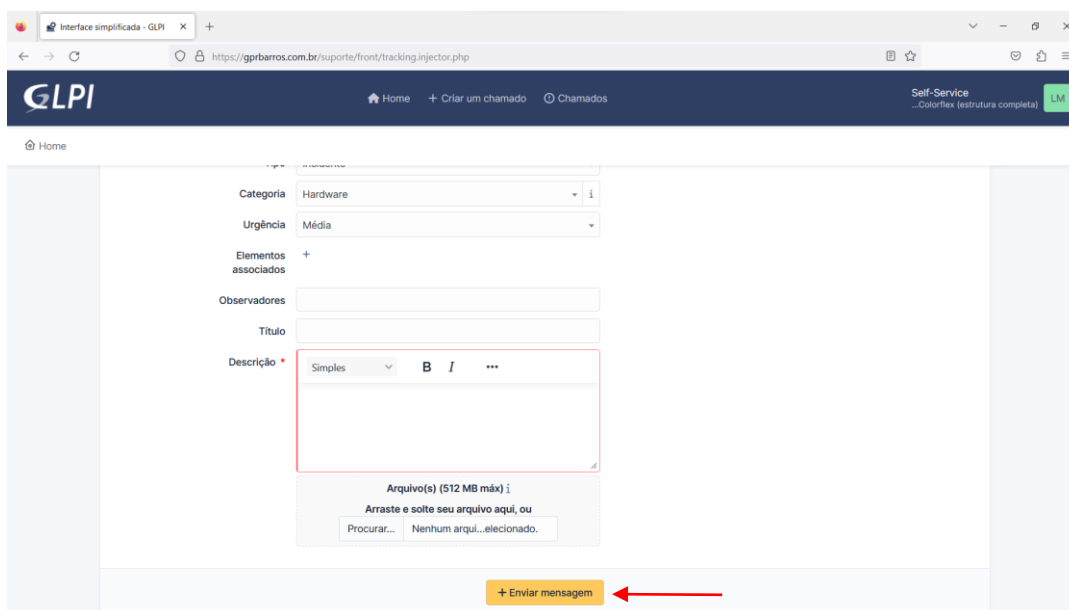 Interface simplificada - GLPI
https://gprbarros.com.br/suporte/front/tracking.injector.php
GLPI
Home
+ Criar um chamado
Chamados
Self-Service
...Colorflex (estrutura completa)
LM
Home
Tipo Incidente
Categoria Hardware i
Urgência Média
Elementos +
associados
Observadores
Título
Descrição *
Simples B I ...
Arquivo(s) (512 MB máx) i
Arraste e solte seu arquivo aqui, ou
Procurar... Nenhum arqui...elecionado.
+ Enviar mensagem